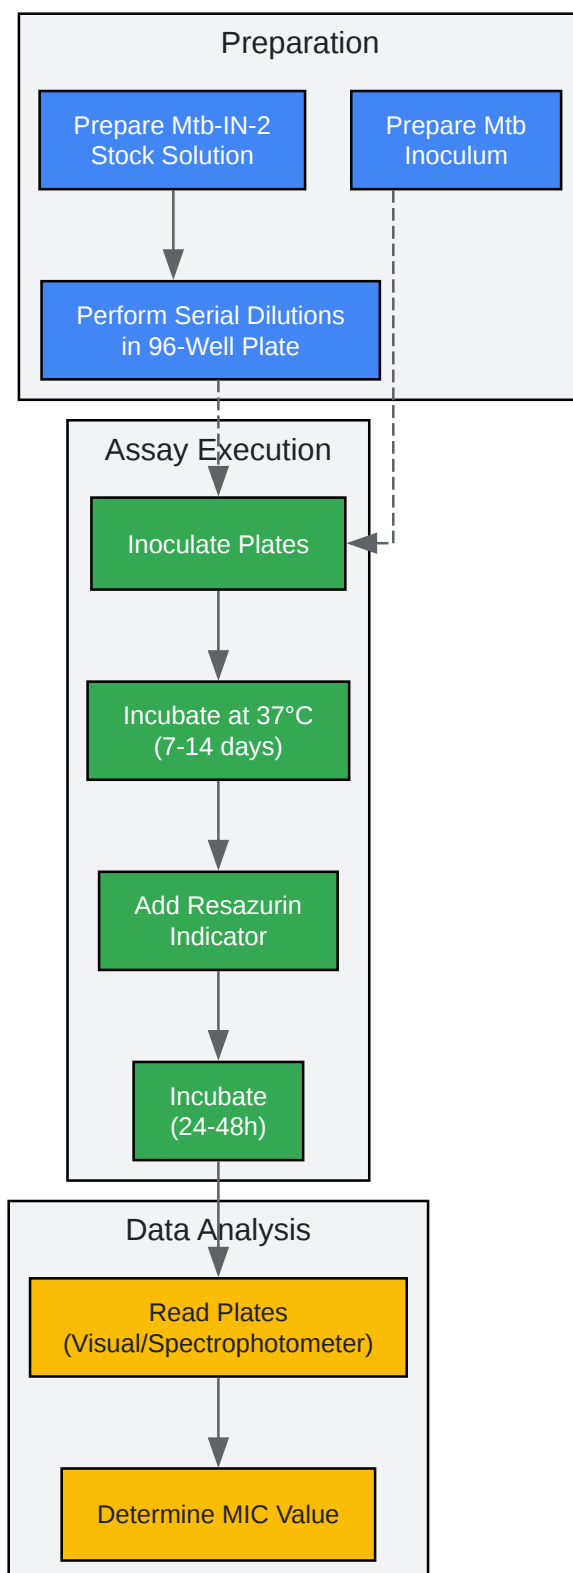 Preparation
Prepare Mtb-IN-2
Stock Solution
Prepare Mtb
Inoculum
Perform Serial Dilutions
in 96-Well Plate
Assay Execution
Inoculate Plates
Incubate at 37°C
(7-14 days)
Add Resazurin
Indicator
Incubate
(24-48h)
Data Analysis
Read Plates
(Visual/Spectrophotometer)
Determine MIC Value